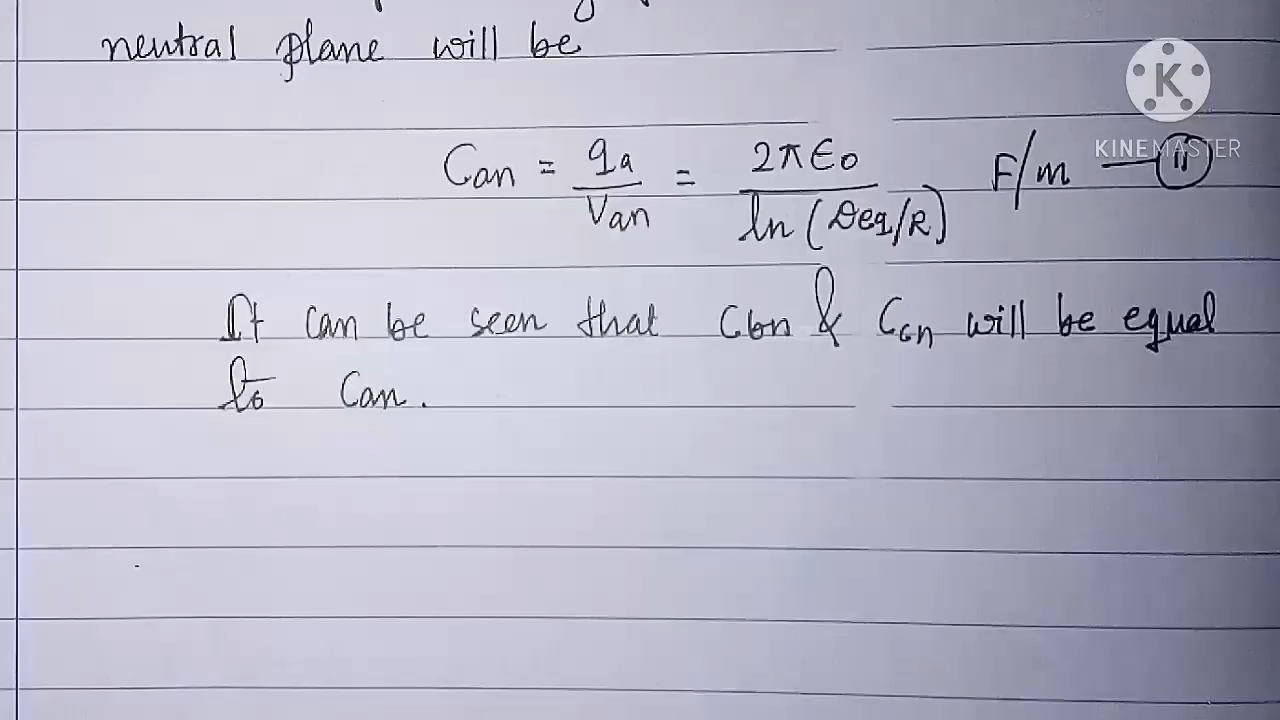 neutral plane will be
Can = qa/Van = 2πϵ0/ln(Deq/R) F/m — 11
It can be seen that Cbn & Ccn will be equal
to Can.
KINEMASTER